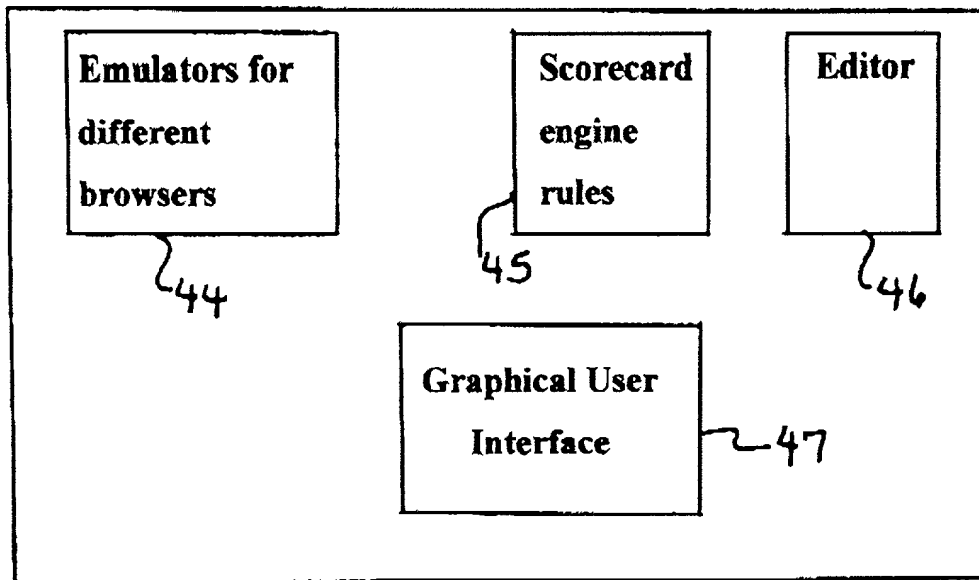 Emulators for
different
browsers
44
Scorecard
engine
rules
45
Editor
46
Graphical User
Interface
47